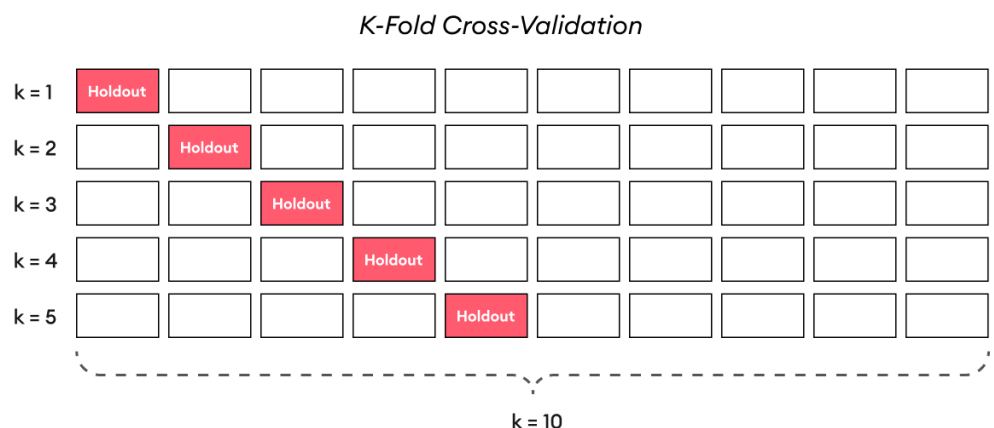 K-Fold Cross-Validation
k = 1 Holdout
k = 2 Holdout
k = 3 Holdout
k = 4 Holdout
k = 5 Holdout
k = 10